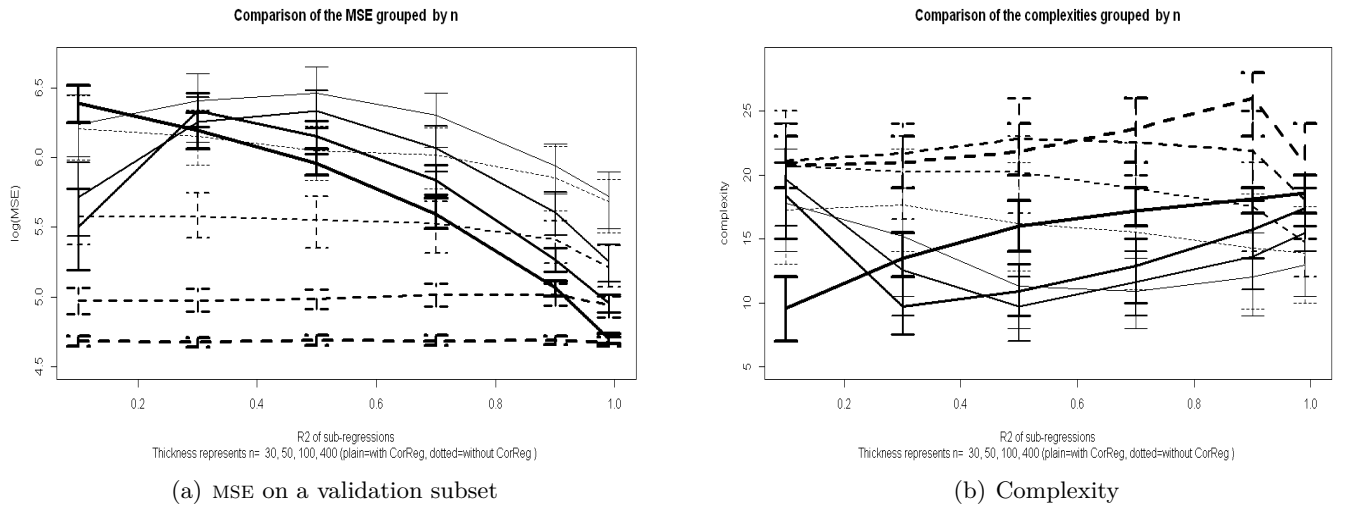 Comparison of the MSE grouped by n
log(MSE)
6.5
6.0
5.5
5.0
4.5
0.2 0.4 0.6 0.8 1.0
R2 of sub-regressions
Thickness represents n= 30, 50, 100, 400 (plain=with CorReg, dotted=without CorReg )
(a) MSE on a validation subset
Comparison of the complexities grouped by n
complexity
25
20
15
10
5
0.2 0.4 0.6 0.8 1.0
R2 of sub-regressions
Thickness represents n= 30, 50, 100, 400 (plain=with CorReg, dotted=without CorReg )
(b) Complexity